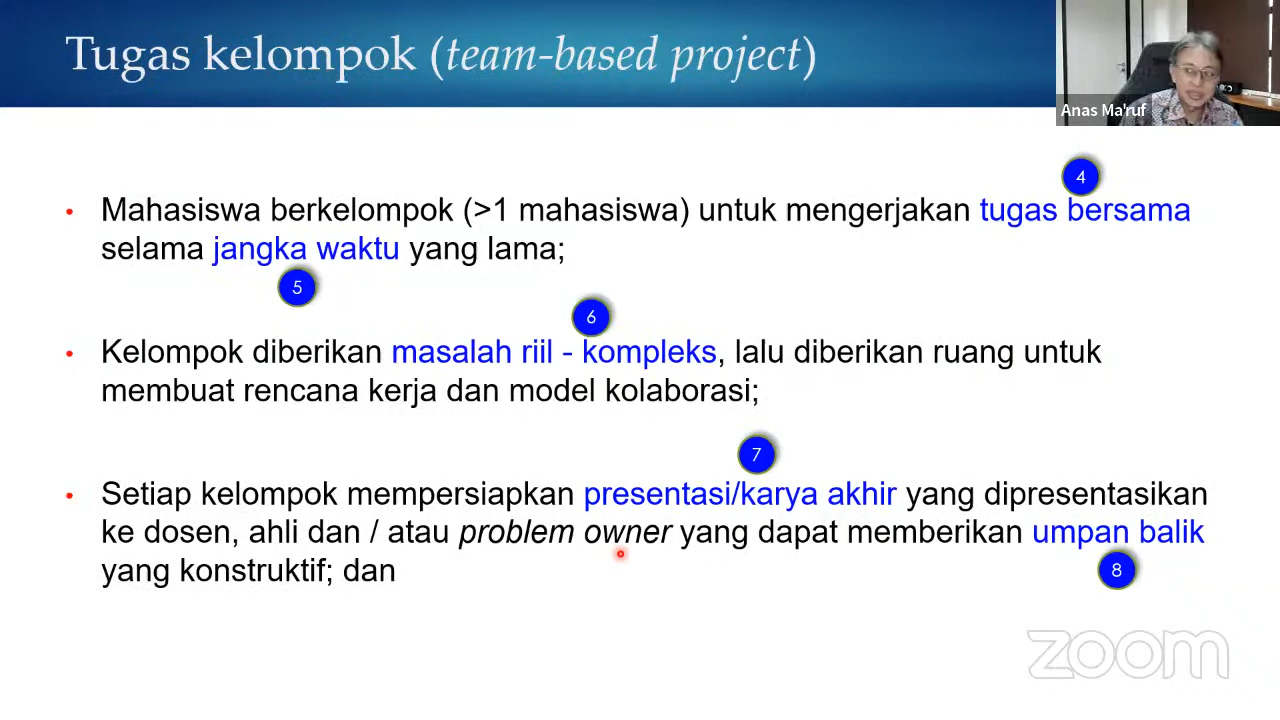 Tugas kelompok (team-based project)
Anas Ma'ruf
4
• Mahasiswa berkelompok (>1 mahasiswa) untuk mengerjakan tugas bersama
selama jangka waktu yang lama;
5
6
• Kelompok diberikan masalah riil - kompleks, lalu diberikan ruang untuk
membuat rencana kerja dan model kolaborasi;
7
• Setiap kelompok mempersiapkan presentasi/karya akhir yang dipresentasikan
ke dosen, ahli dan / atau problem owner yang dapat memberikan umpan balik
yang konstruktif; dan
8
zoom